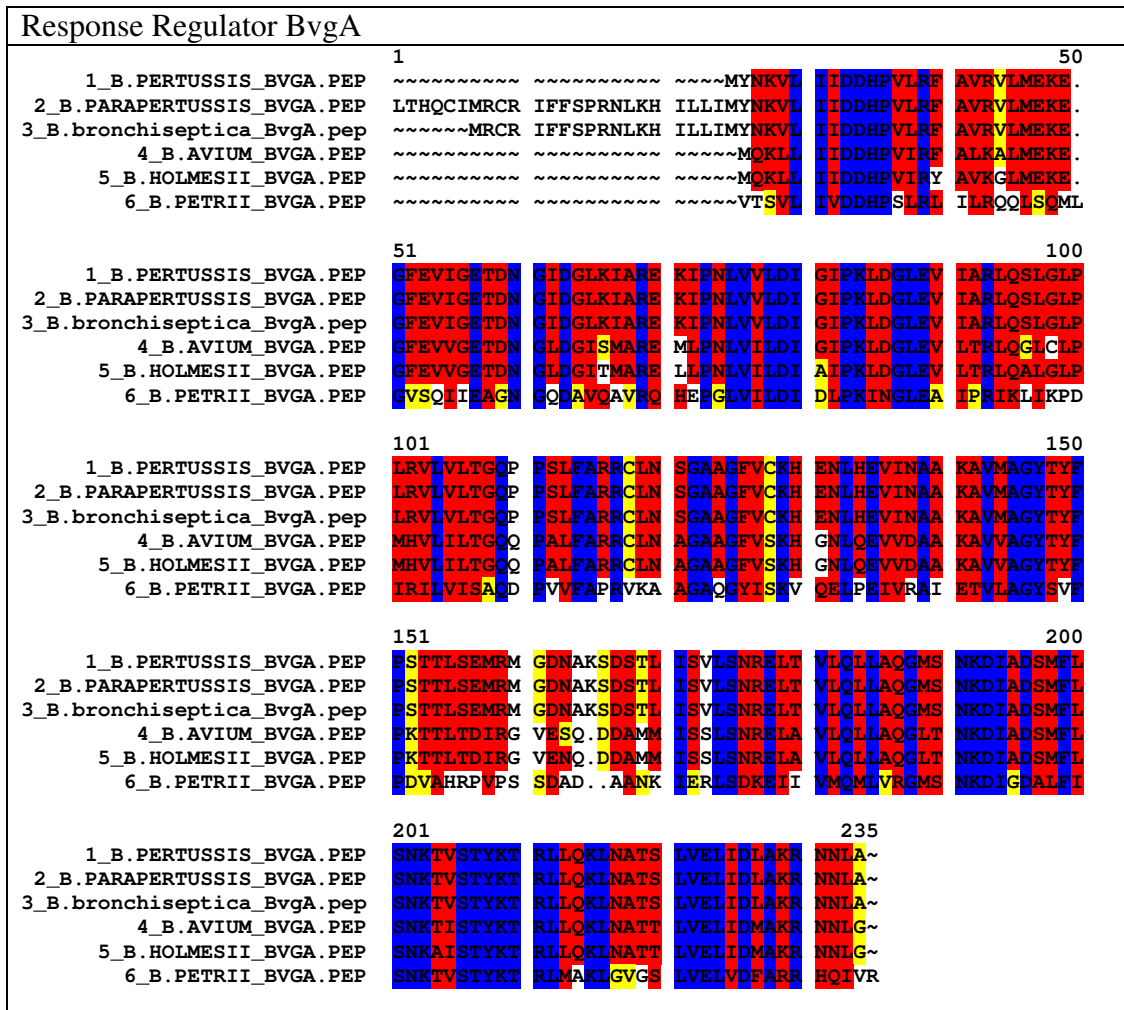 Response Regulator BvgA
1 50
1_B.PERTUSSIS_BVGA.PEP ~~~~~~~~~~ ~~~~~~~~~~ ~~~~MYNKVL IIDDHPVLRF AVRVLMEKE.
2_B.PARAPERTUSSIS_BVGA.PEP LTHQCIMRCR IFFSPRNLKH ILLIMYNKVL IIDDHPVLRF AVRVLMEKE.
3_B.bronchiseptica_BvgA.pep ~~~~~~MRCR IFFSPRNLKH ILLIMYNKVL IIDDHPVLRF AVRVLMEKE.
4_B.AVIUM_BVGA.PEP ~~~~~~~~~~ ~~~~~~~~~~ ~~~~~MQKLL IIDDHPVIRF ALKALMEKE.
5_B.HOLMESII_BVGA.PEP ~~~~~~~~~~ ~~~~~~~~~~ ~~~~~MQKLL IIDDHPVIRY AVKGLMEKE.
6_B.PETRII_BVGA.PEP ~~~~~~~~~~ ~~~~~~~~~~ ~~~~~VTSVL IVDDHPSLRL ILRQQLSQML
51 100
1_B.PERTUSSIS_BVGA.PEP GFEVIGETDN GIDGLKIARE KIPNLVVLDI GIPKLDGLEV IARLQSLGLP
2_B.PARAPERTUSSIS_BVGA.PEP GFEVIGETDN GIDGLKIARE KIPNLVVLDI GIPKLDGLEV IARLQSLGLP
3_B.bronchiseptica_BvgA.pep GFEVIGETDN GIDGLKIARE KIPNLVVLDI GIPKLDGLEV IARLQSLGLP
4_B.AVIUM_BVGA.PEP GFEVVGETDN GLDGISMARE MLPNLVILDI GIPKLDGLEV LTRLQGLCLP
5_B.HOLMESII_BVGA.PEP GFEVVGETDN GLDGITMARE LLPNLVILDI AIPKLDGLEV LTRLQALGLP
6_B.PETRII_BVGA.PEP GVSQIIEAGN GQDAVQAVRQ HEPGLVILDI DLPKINGLEA IPRIKLIKPD
101 150
1_B.PERTUSSIS_BVGA.PEP LRVLVLTGQP PSLFARRCLN SGAAGFVCKH ENLHEVINAA KAVMAGYTYF
2_B.PARAPERTUSSIS_BVGA.PEP LRVLVLTGQP PSLFARRCLN SGAAGFVCKH ENLHEVINAA KAVMAGYTYF
3_B.bronchiseptica_BvgA.pep LRVLVLTGQP PSLFARRCLN SGAAGFVCKH ENLHEVINAA KAVMAGYTYF
4_B.AVIUM_BVGA.PEP MHVLILTGQQ PALFARRCLN AGAAGFVSKH GNLQEVVDAA KAVMAGYTYF
5_B.HOLMESII_BVGA.PEP MHVLILTGQQ PALFARRCLN AGAAGFVSKH GNLQEVVDAA KAVVAGYTYF
6_B.PETRII_BVGA.PEP IRILVISAQD PVVFAPRVKA AGAQGYISKV QELPEIVRAI ETVLAGYSVF
151 200
1_B.PERTUSSIS_BVGA.PEP PSTTLSEMRM GDNAKSDSTL ISVLSNRELT VLQLLAQGMS NKDIADSMFL
2_B.PARAPERTUSSIS_BVGA.PEP PSTTLSEMRM GDNAKSDSTL ISVLSNRELT VLQLLAQGMS NKDIADSMFL
3_B.bronchiseptica_BvgA.pep PSTTLSEMRM GDNAKSDSTL ISVLSNRELT VLQLLAQGMS NKDIADSMFL
4_B.AVIUM_BVGA.PEP PKTTLTDIRG VESQ.DDAMM ISSLSNRELA VLQLLAQGLT NKDIADSMFL
5_B.HOLMESII_BVGA.PEP PKTTLTDIRG VENQ.DDAMM ISSLSNRELA VLQLLAQGLT NKDIADSMFL
6_B.PETRII_BVGA.PEP PDVAHRPVPS SDAD..AANK IERLSDKEII VMQMLVRGMS NKDIGDALFI
201 235
1_B.PERTUSSIS_BVGA.PEP SNKTVSTYKT RLLQKLNATS LVELIDLAKR NNLA~
2_B.PARAPERTUSSIS_BVGA.PEP SNKTVSTYKT RLLQKLNATS LVELIDLAKR NNLA~
3_B.bronchiseptica_BvgA.pep SNKTVSTYKT RLLQKLNATS LVELIDLAKR NNLA~
4_B.AVIUM_BVGA.PEP SNKTISTYKT RLLQKLNATT LVELIDMAKR NNLG~
5_B.HOLMESII_BVGA.PEP SNKAISTYKT RLLQKLNATT LVELIDMAKR NNLG~
6_B.PETRII_BVGA.PEP SNKTVSTYKT RLMAKLGVGS LVELVDFARR HQIVR